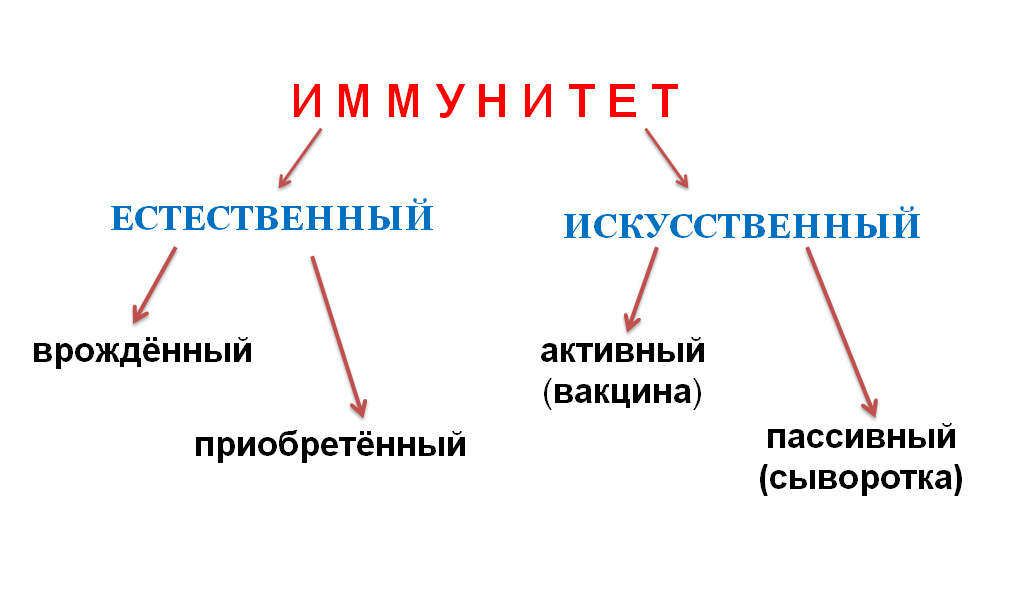 И М М У Н И Т Е Т
ЕСТЕСТВЕННЫЙ
ИСКУССТВЕННЫЙ
врождённый
приобретённый
активный
(вакцина)
пассивный
(сыворотка)